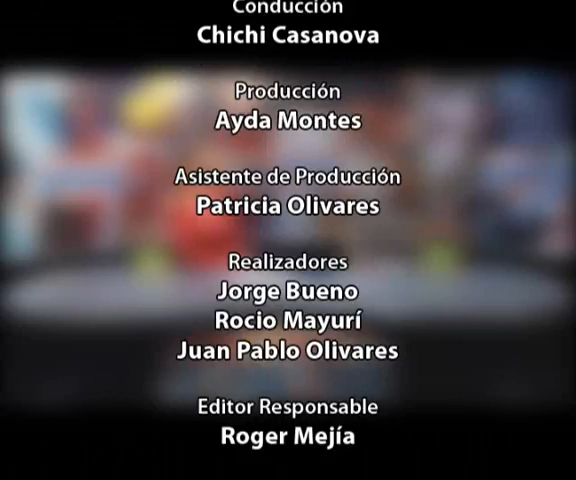 Conducción
Chichi Casanova
Producción
Ayda Montes
Asistente de Producción
Patricia Olivares
Realizadores
Jorge Bueno
Rocio Mayurí
Juan Pablo Olivares
Editor Responsable
Roger Mejía